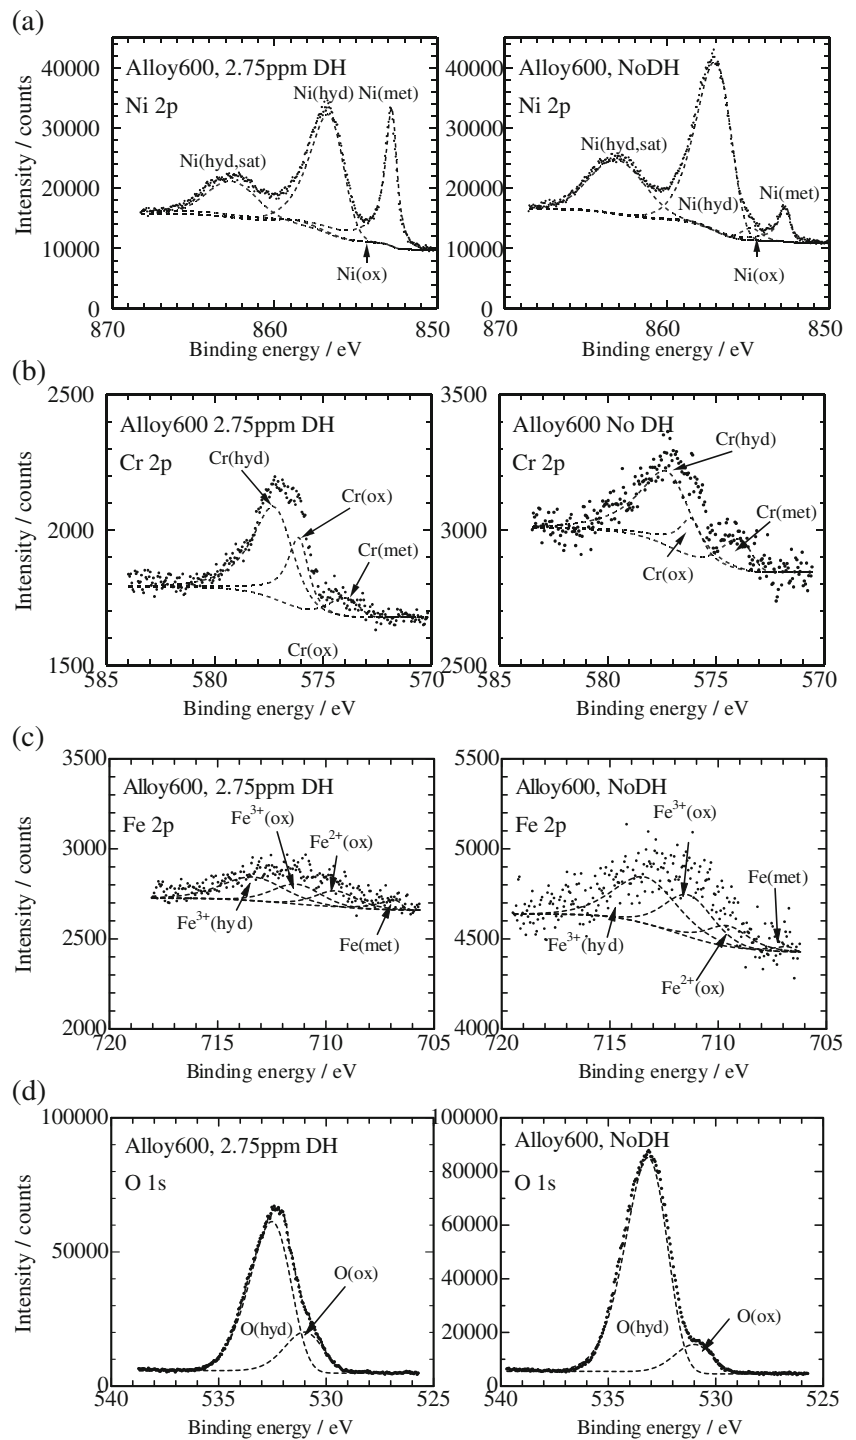 (a)
Alloy600, 2.75ppm DH
Ni(hyd) Ni(met)
Ni 2p
Ni(hyd,sat)
Ni(ox)
Intensity / counts
40000
30000
20000
10000
0
870 860 850
Binding energy / eV
Alloy600, NoDH
Ni 2p
Ni(hyd,sat)
Ni(hyd)
Ni(met)
Ni(ox)
40000
30000
20000
10000
0
870 860 850
Binding energy / eV
(b)
Alloy600 2.75ppm DH
Cr 2p
Cr(hyd)
Cr(ox)
Cr(met)
Cr(ox)
Intensity / counts
2500
2000
1500
585 580 575 570
Binding energy / eV
Alloy600 No DH
Cr 2p
Cr(hyd)
Cr(met)
Cr(ox)
3500
3000
2500
585 580 575 570
Binding energy / eV
(c)
Alloy600, 2.75ppm DH
Fe 2p
Fe3+(ox)
Fe2+(ox)
Fe3+(hyd)
Fe(met)
Intensity / counts
3500
3000
2500
2000
720 715 710 705
Binding energy / eV
Alloy600, NoDH
Fe 2p
Fe3+(ox)
Fe(met)
Fe3+(hyd)
Fe2+(ox)
5500
5000
4500
4000
720 715 710 705
Binding energy / eV
(d)
Alloy600, 2.75ppm DH
O 1s
O(ox)
O(hyd)
Intensity / counts
100000
50000
0
540 535 530 525
Binding energy / eV
Alloy600, NoDH
O 1s
O(hyd)
O(ox)
100000
80000
60000
40000
20000
0
540 535 530 525
Binding energy / eV